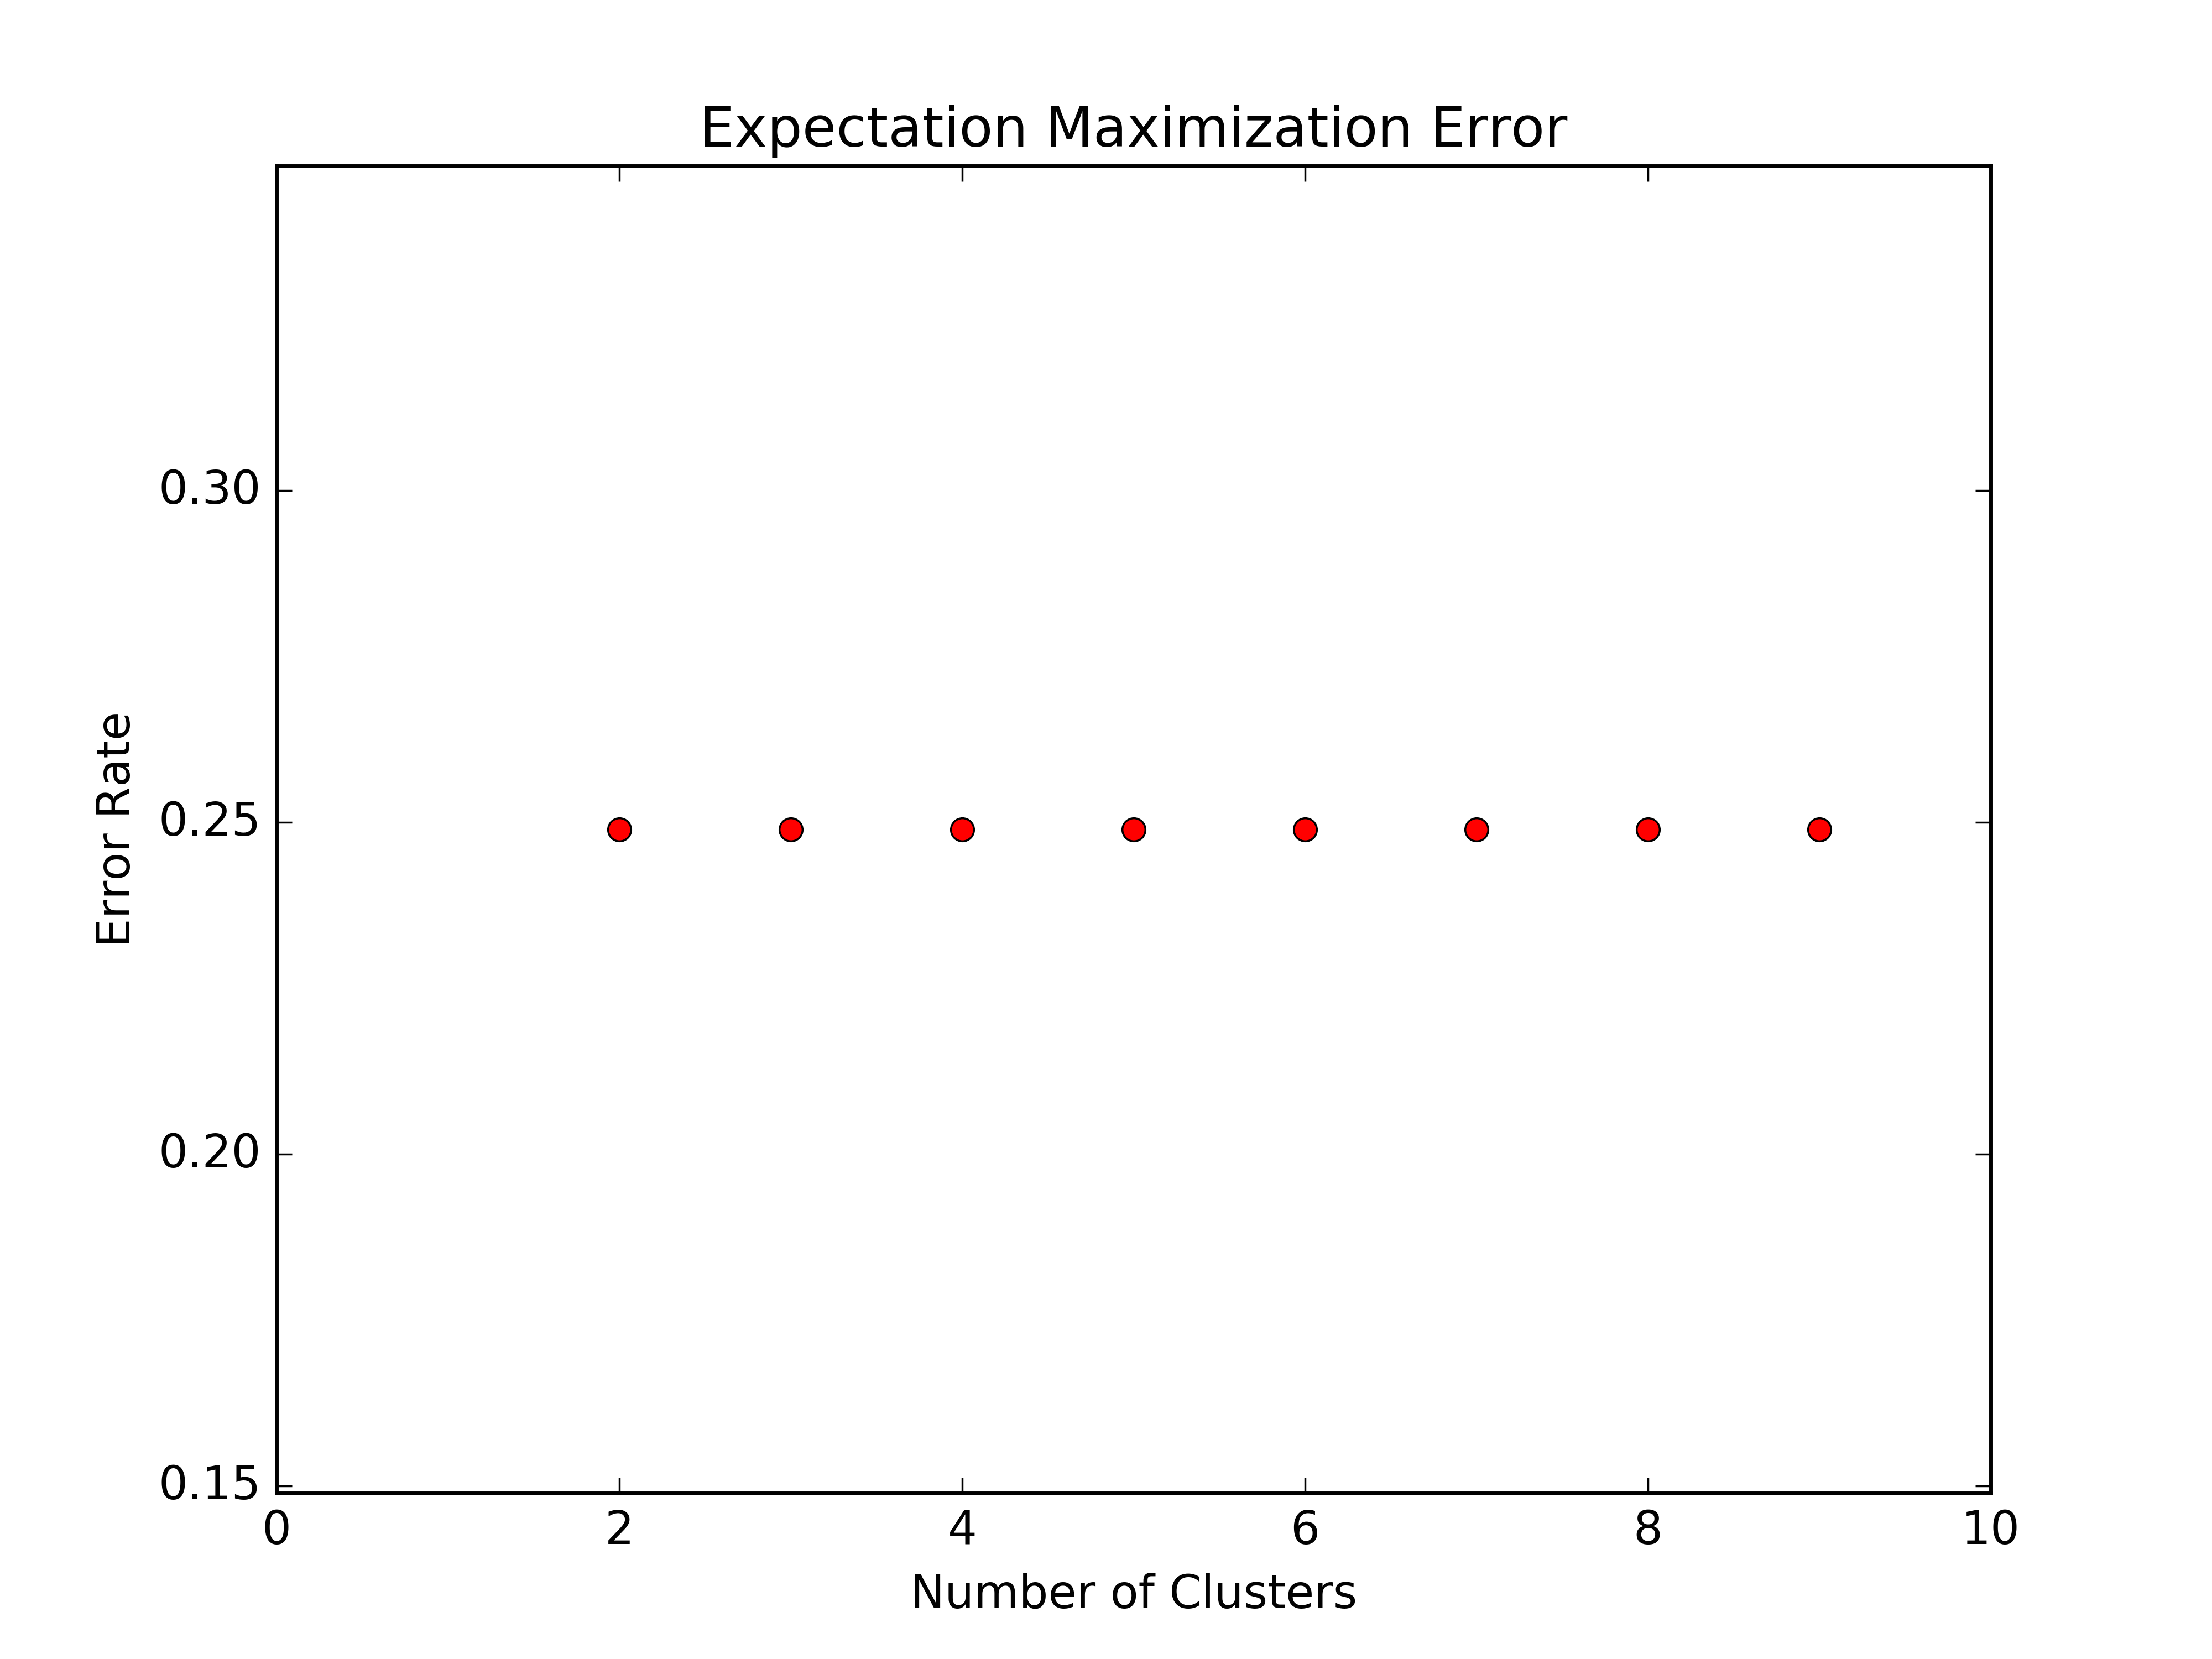 Expectation Maximization Error
0.30
0.25
0.20
0.15
Error Rate
0 2 4 6 8 10
Number of Clusters